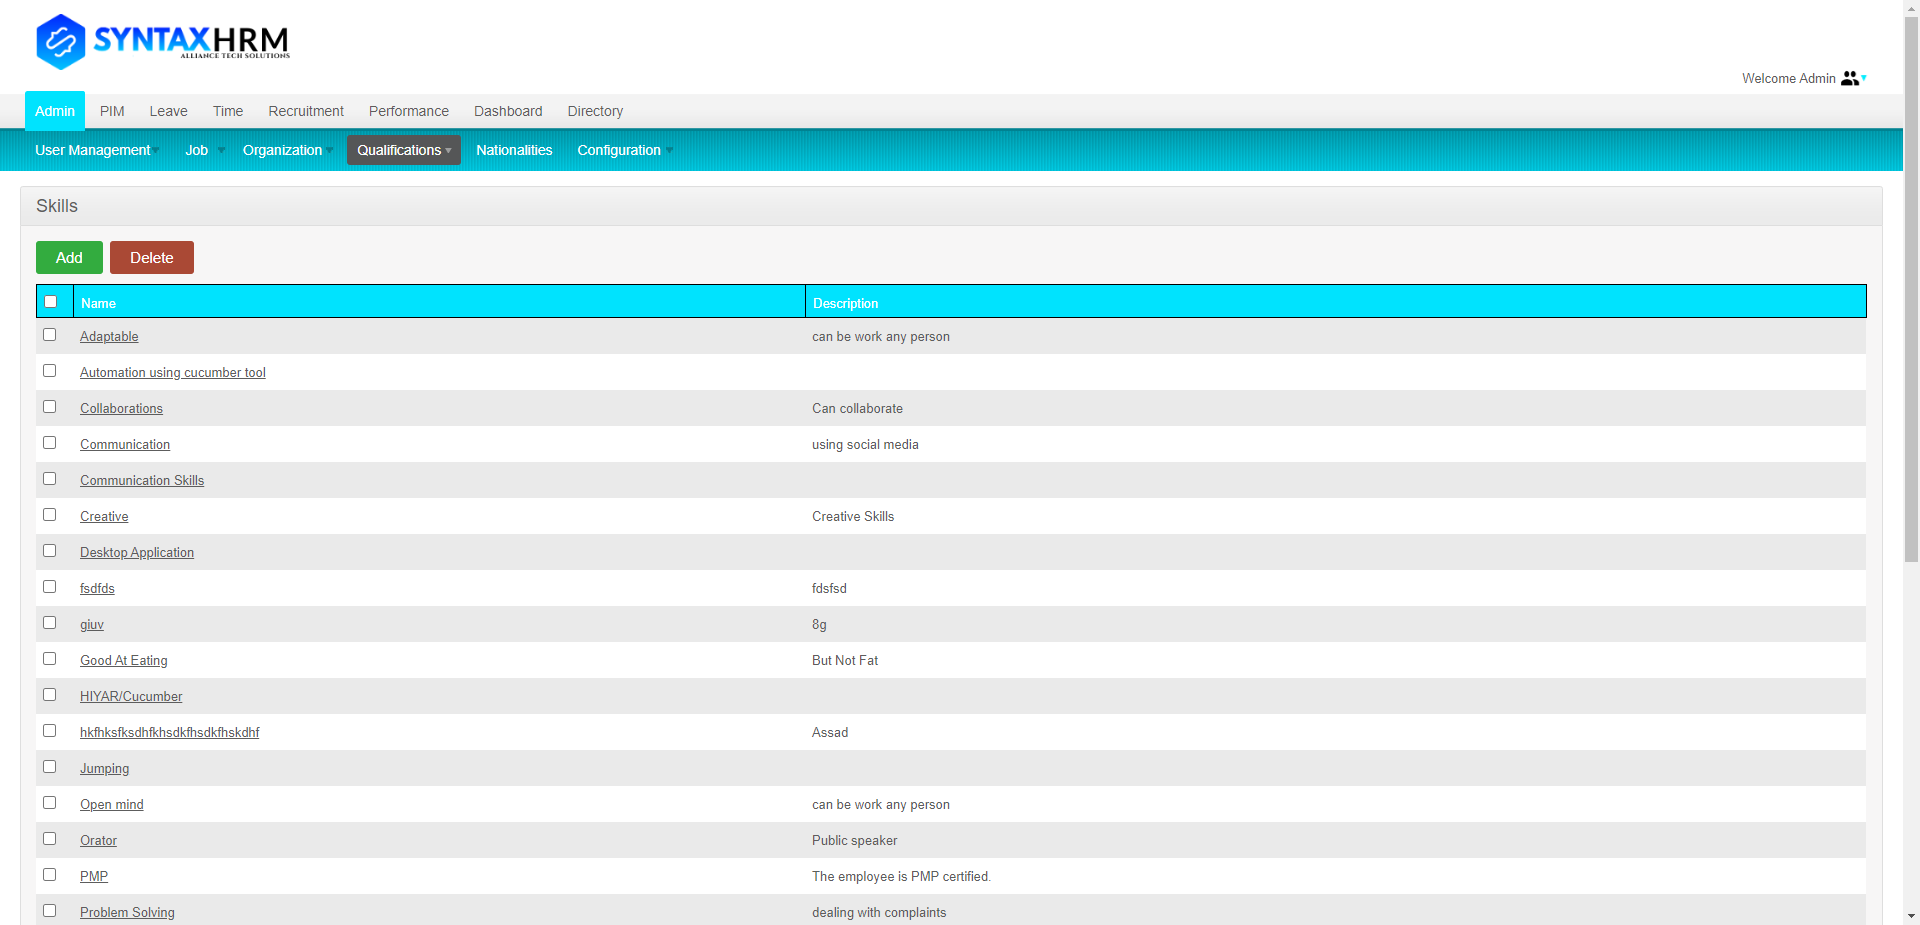 SYNTAXHRM
ALLIANCE TECH SOLUTIONS
Welcome Admin
Admin PIM Leave Time Recruitment Performance Dashboard Directory
User Management Job Organization Qualifications Nationalities Configuration
Skills
Add Delete
Name Description
Adaptable can be work any person
Automation using cucumber tool
Collaborations Can collaborate
Communication using social media
Communication Skills
Creative Creative Skills
Desktop Application
fsdfds fdsfsd
giuv 8g
Good At Eating But Not Fat
HIYAR/Cucumber
hkfhksfksdhfkhsdkfhsdkfhskdhf Assad
Jumping
Open mind can be work any person
Orator Public speaker
PMP The employee is PMP certified.
Problem Solving dealing with complaints